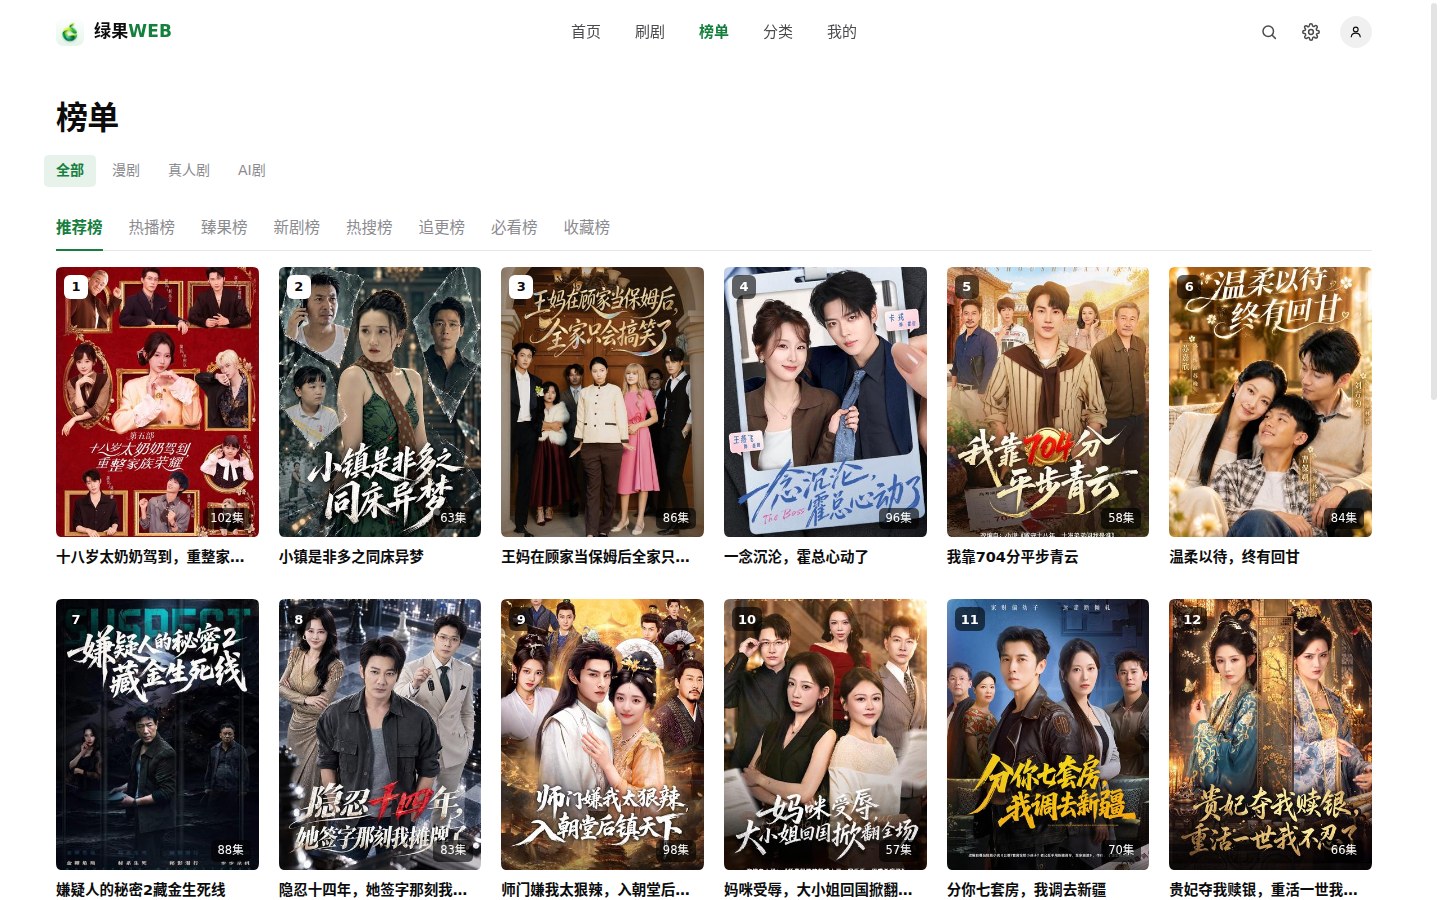 绿果WEB
首页 刷剧 榜单 分类 我的
榜单
全部 漫剧 真人剧 AI剧
推荐榜 热播榜 臻果榜 新剧榜 热搜榜 追更榜 必看榜 收藏榜
1
第五部
十八岁太奶奶驾到
重整家族荣耀
102集
十八岁太奶奶驾到，重整家...
2
小镇是非多之
同床异梦
63集
小镇是非多之同床异梦
3
王妈在顾家当保姆后，
全家只会搞笑了
86集
王妈在顾家当保姆后全家只...
4
一念沉沦，
霍总心动了
The Boss
96集
一念沉沦，霍总心动了
5
我靠704分
平步青云
58集
我靠704分平步青云
6
温柔以待
终有回甘
84集
温柔以待，终有回甘
7
嫌疑人的秘密2
藏金生死线
88集
嫌疑人的秘密2藏金生死线
8
隐忍十四年，
她签字那刻我摊牌了
83集
隐忍十四年，她签字那刻我...
9
师门嫌我太狠辣，
入朝堂后镇天下
98集
师门嫌我太狠辣，入朝堂后...
10
妈咪受辱
大小姐回国掀翻全场
57集
妈咪受辱，大小姐回国掀翻...
11
分你七套房，
我调去新疆
70集
分你七套房，我调去新疆
12
贵妃夺我赎银，
重活一世我不忍了
66集
贵妃夺我赎银，重活一世我...